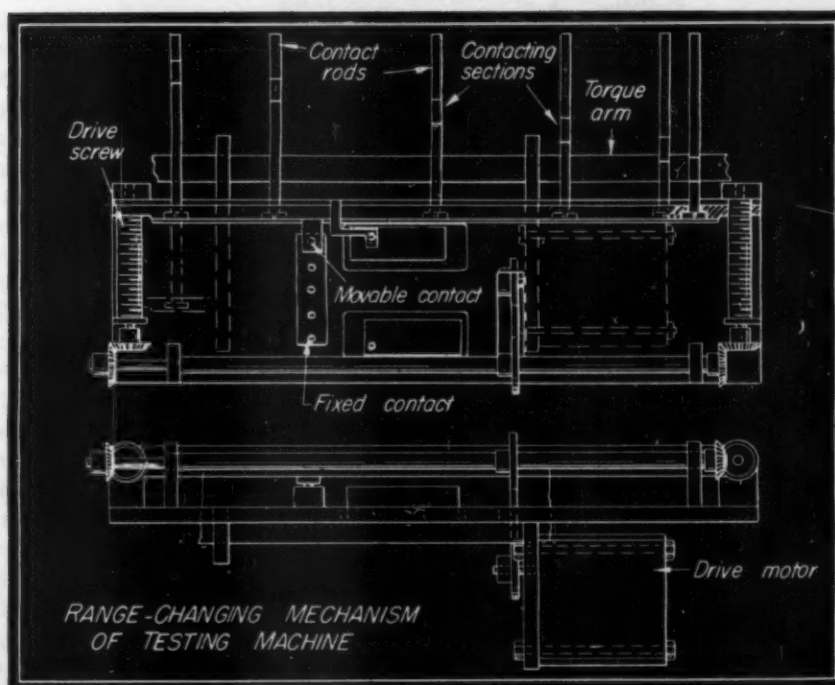 Contact
rods
Contacting
sections
Torque
arm
Drive
screw
Movable contact
Fixed contact
Drive motor
RANGE-CHANGING MECHANISM
OF TESTING MACHINE